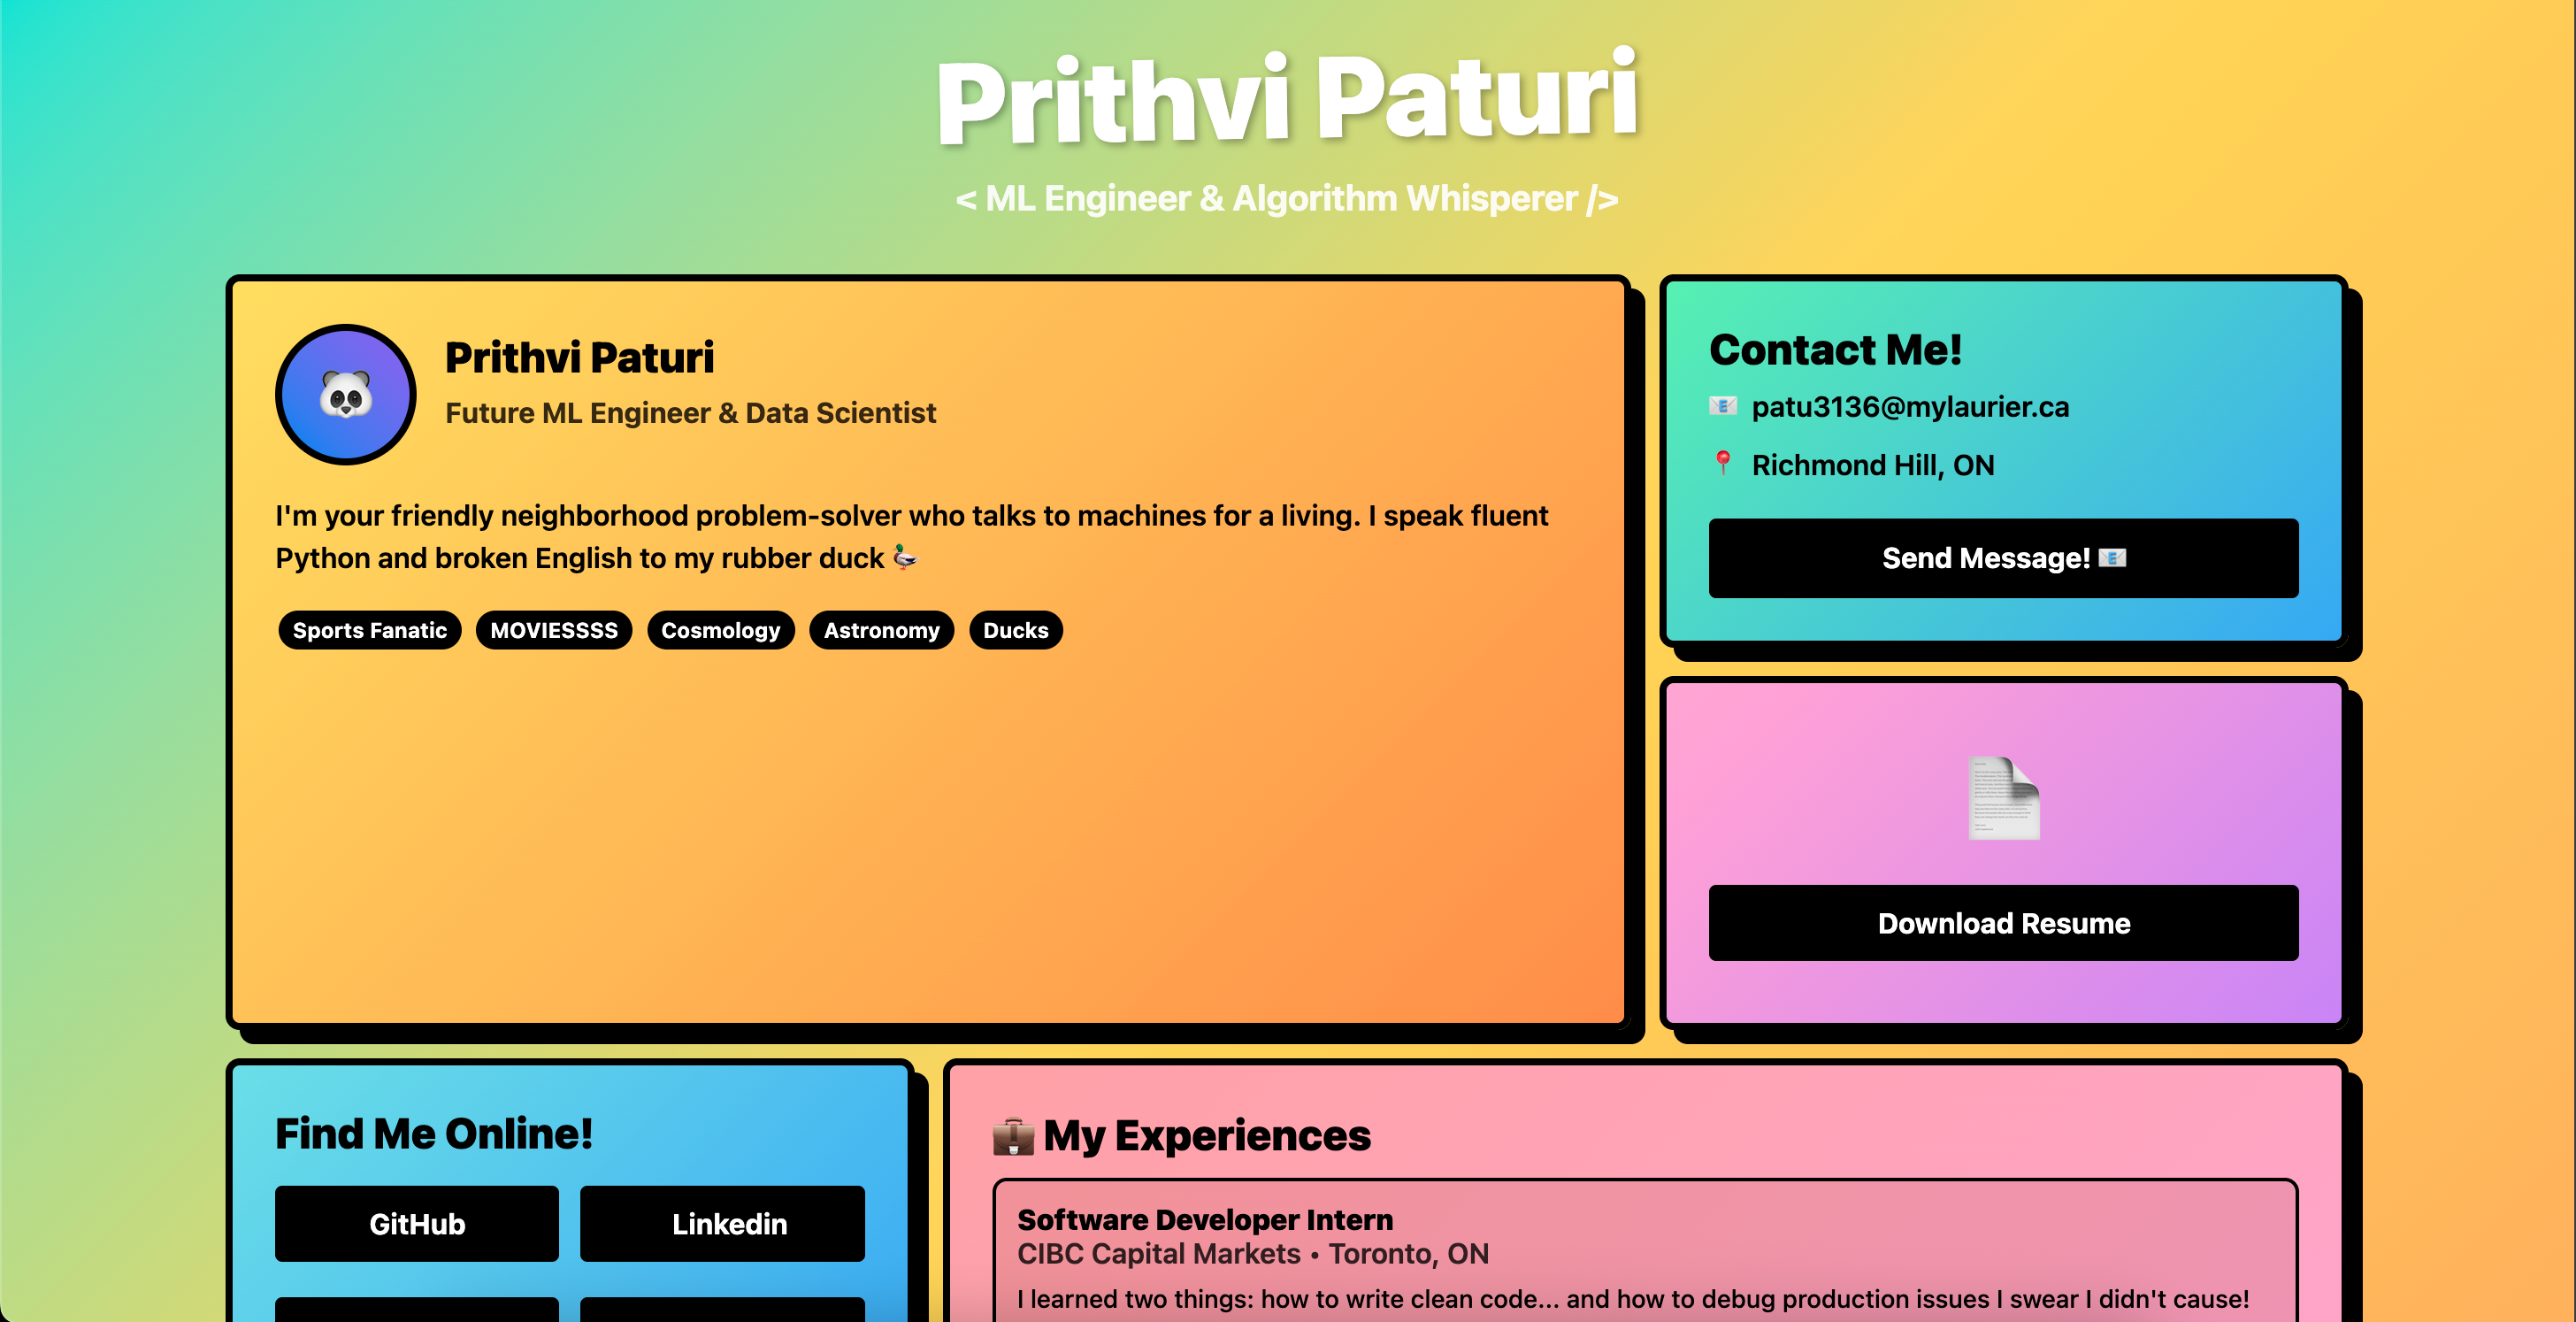 Prithvi Paturi
< ML Engineer & Algorithm Whisperer />
Prithvi Paturi
Future ML Engineer & Data Scientist
I'm your friendly neighborhood problem-solver who talks to machines for a living. I speak fluent
Python and broken English to my rubber duck 🦆
Sports Fanatic
MOVIESSSS
Cosmology
Astronomy
Ducks
Contact Me!
📧 patu3136@mylaurier.ca
📍 Richmond Hill, ON
Send Message! 📧
Download Resume
Find Me Online!
GitHub
Linkedin
💼 My Experiences
Software Developer Intern
CIBC Capital Markets • Toronto, ON
I learned two things: how to write clean code... and how to debug production issues I swear I didn't cause!